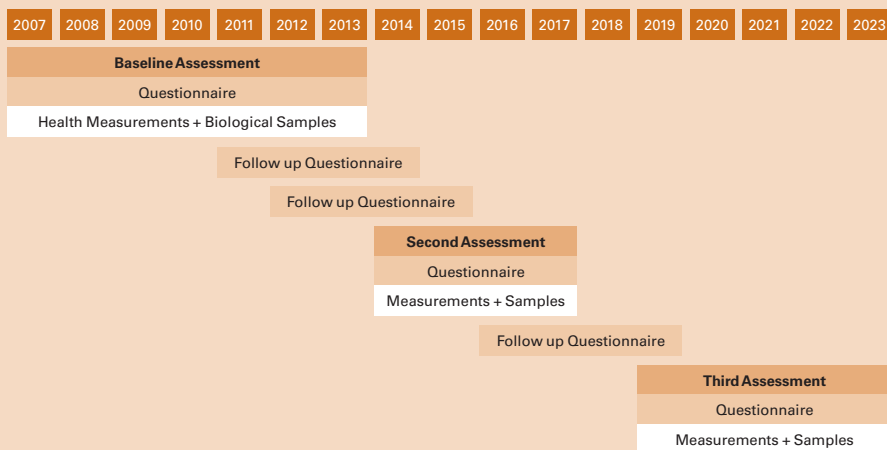 2007 2008 2009 2010 2011 2012 2013 2014 2015 2016 2017 2018 2019 2020 2021 2022 2023
Baseline Assessment
Questionnaire
Health Measurements + Biological Samples
Follow up Questionnaire
Follow up Questionnaire
Second Assessment
Questionnaire
Measurements + Samples
Follow up Questionnaire
Third Assessment
Questionnaire
Measurements + Samples